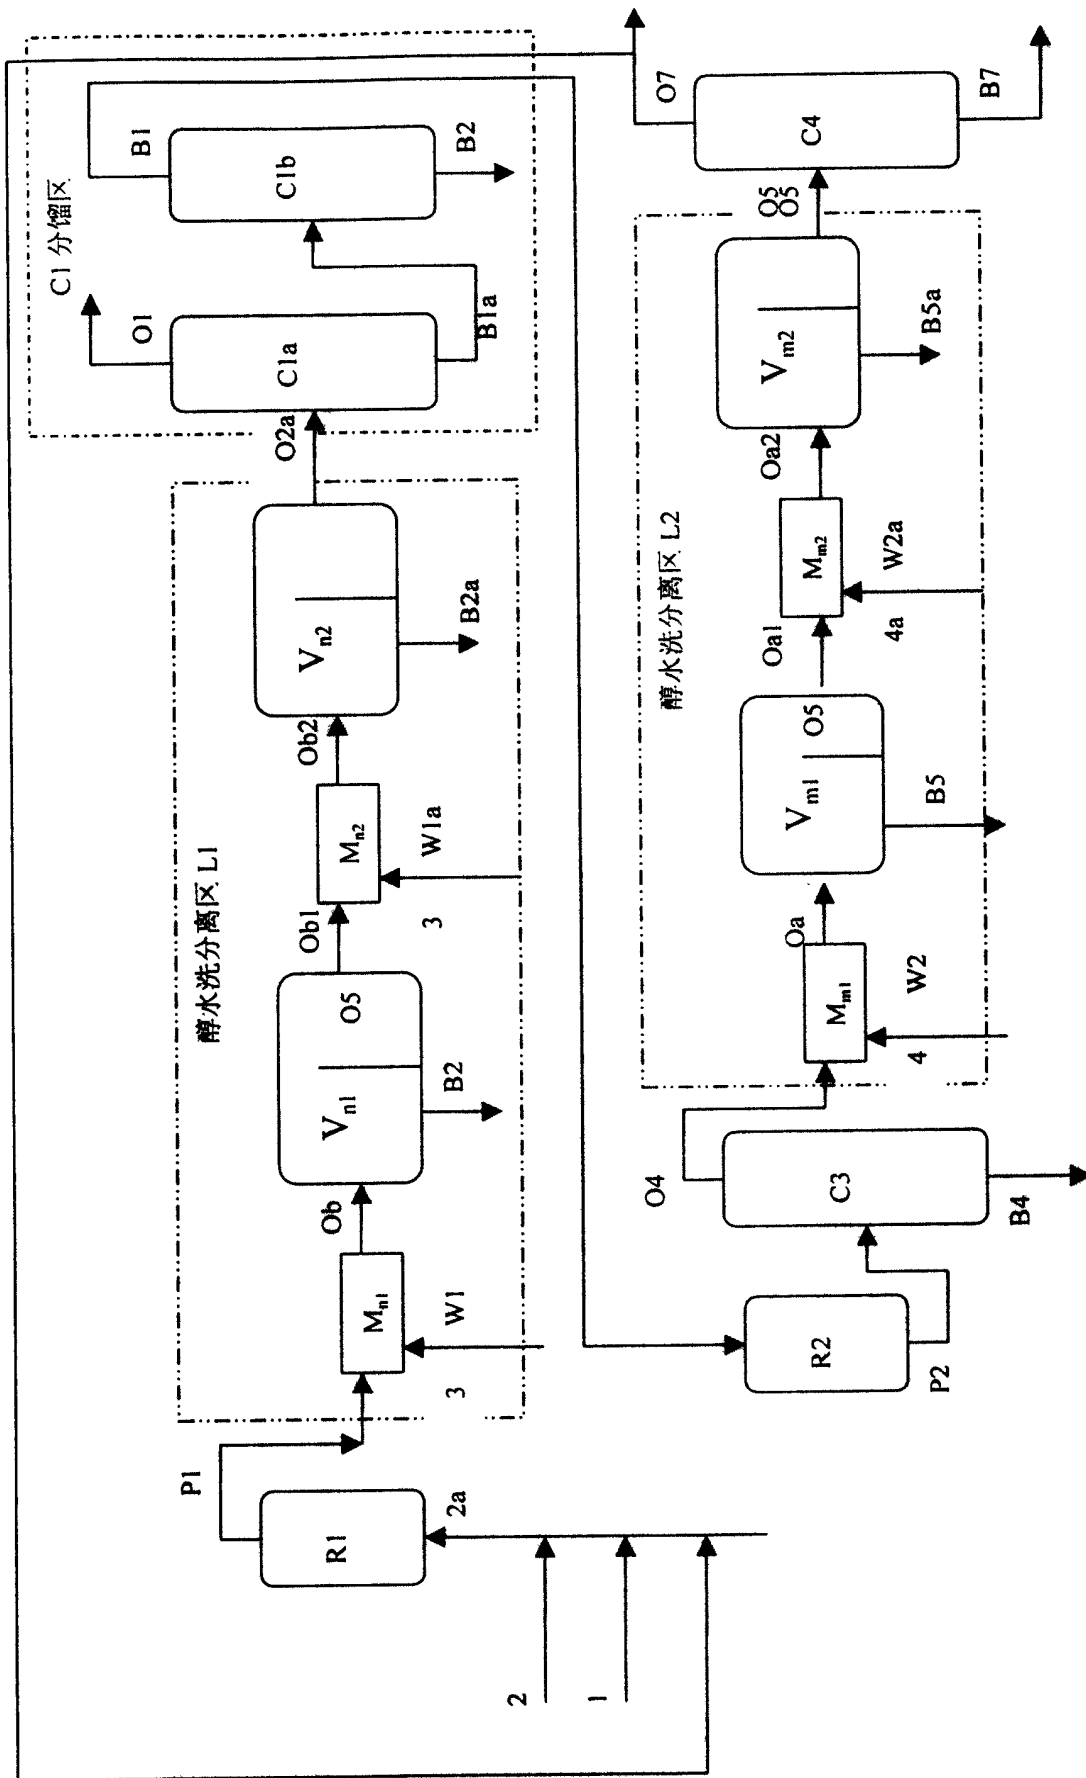 C1 分馏区
O1
B1
C1a
C1b
B1a
B2
O2a
醇水洗分离区 L1
P1
R1
2a
2
1
M_n1
W1
3
Ob
V_n1
O5
B2
Ob1
M_n2
W1a
3
Ob2
V_n2
B2a
醇水洗分离区 L2
R2
P2
C3
O4
B4
M_m1
W2
4
Oa
V_m1
O5
B5
Oa1
M_m2
W2a
4a
Oa2
V_m2
B5a
O5
O5
C4
O7
B7